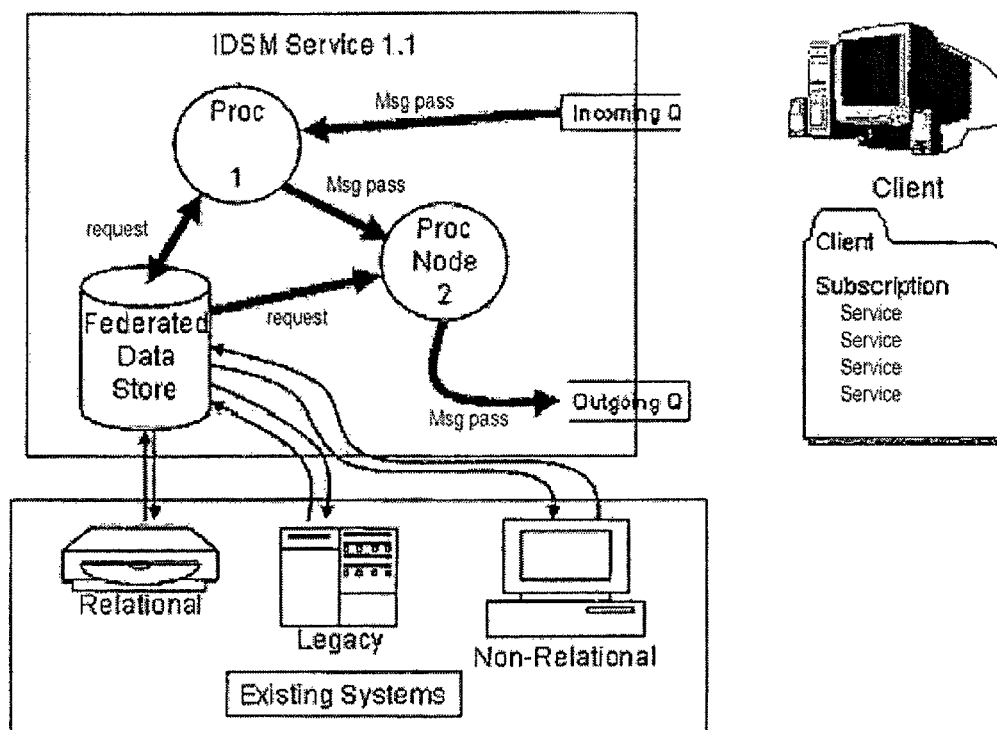 IDSM Service 1.1
Proc
1
Msg pass
Incoming Q
Msg pass
request
Proc
Node
2
Federated
Data
Store
request
Msg pass
Outgoing Q
Client
Client
Subscription
Service
Service
Service
Service
Relational
Legacy
Non-Relational
Existing Systems